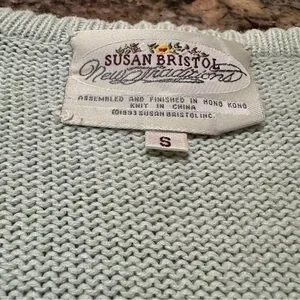 SUSAN BRISTOL
New Traditions
ASSEMBLED AND FINISHED IN HONG KONG
KNIT IN CHINA
©1993 SUSAN BRISTOL INC.
S